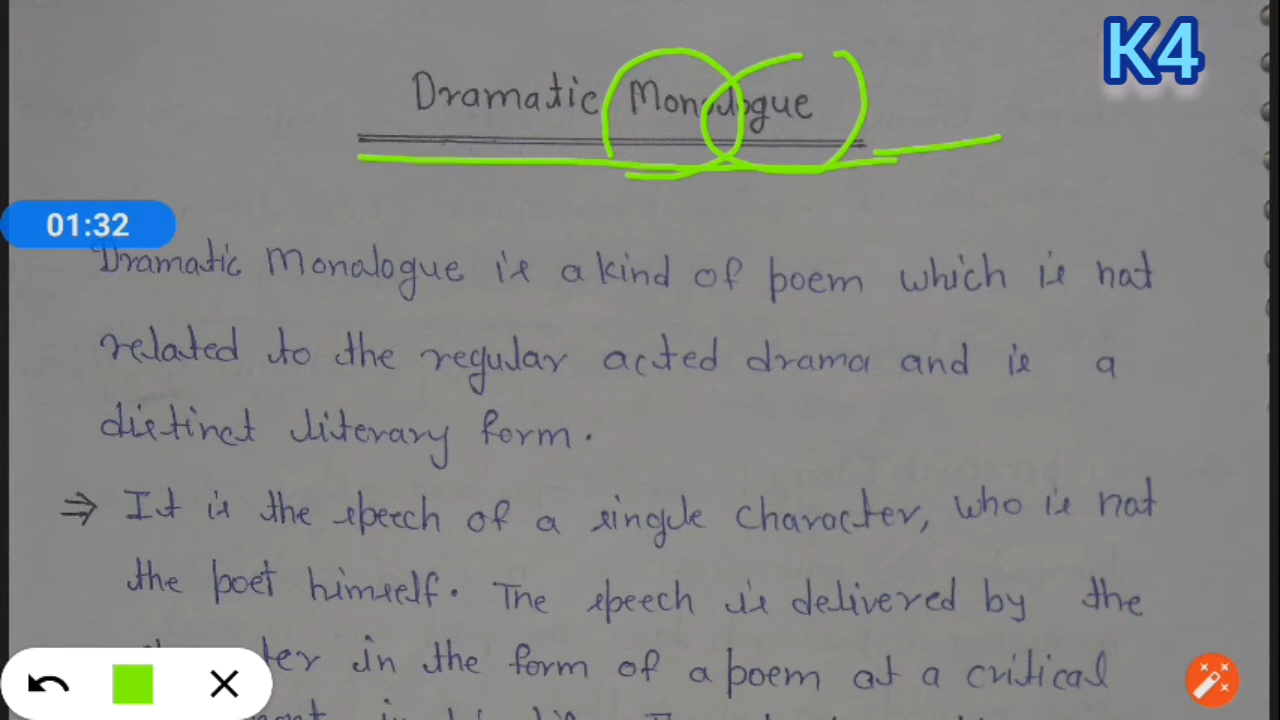 K4
Dramatic Monologue
01:32
Dramatic Monologue is a kind of poem which is not
related to the regular acted drama and is a
distinct literary form.
⇒ It is the speech of a single character, who is not
the poet himself. The speech is delivered by the
in the form of a poem at a critical